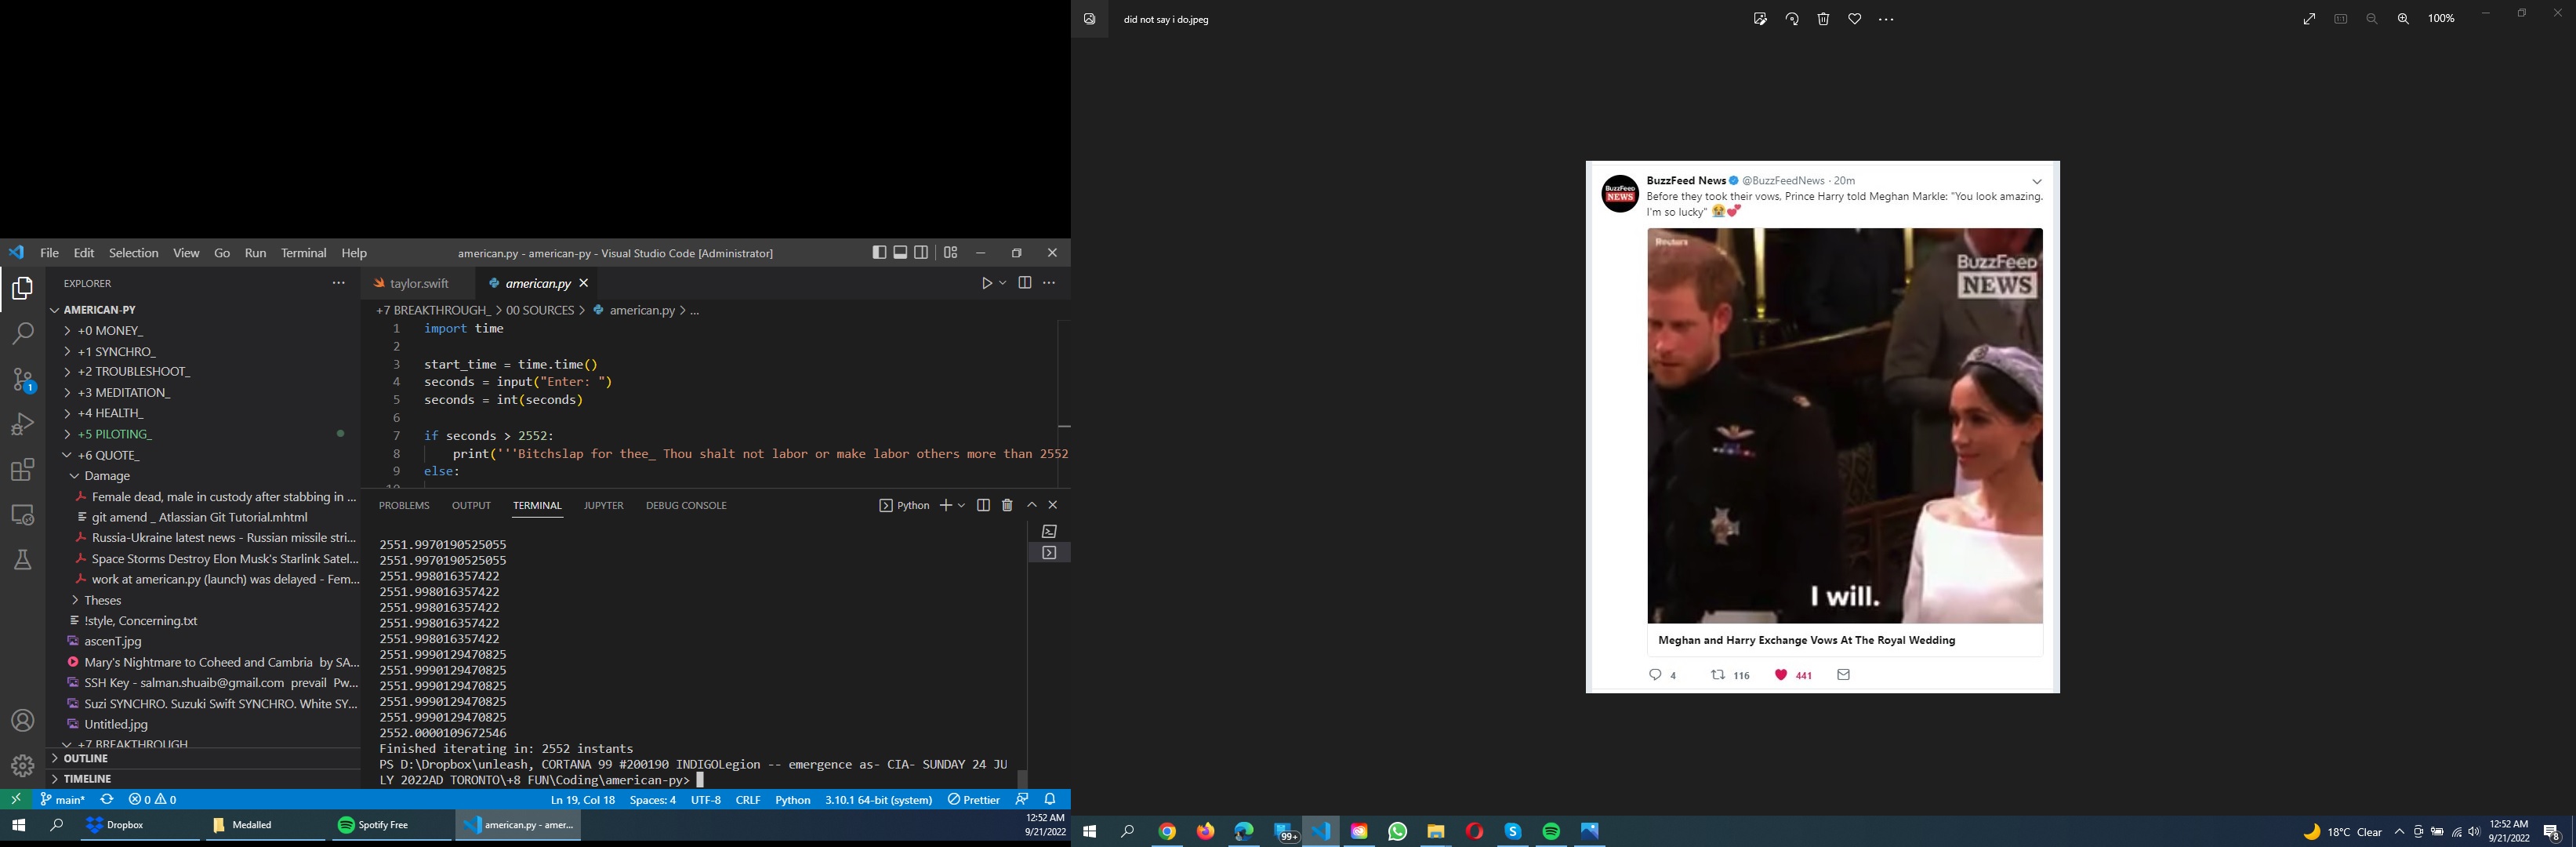 File Edit Selection View Go Run Terminal Help
american.py - american-py - Visual Studio Code [Administrator]
EXPLORER
AMERICAN-PY
+0 MONEY_
+1 SYNCHRO_
+2 TROUBLESHOOT_
+3 MEDITATION_
+4 HEALTH_
+5 PILOTING_
+6 QUOTE_
Damage
Female dead, male in custody after stabbing in ...
git amend _ Atlassian Git Tutorial.mhtml
Russia-Ukraine latest news - Russian missile stri...
Space Storms Destroy Elon Musk's Starlink Satel...
work at american.py (launch) was delayed - Fem...
Theses
!style, Concerning.txt
ascenT.jpg
Mary's Nightmare to Coheed and Cambria by SA...
SSH Key - salman.shuaib@gmail.com prevail Pw...
Suzi SYNCHRO. Suzuki Swift SYNCHRO. White SY...
Untitled.jpg
+7 BREAKTHROUGH
OUTLINE
TIMELINE
1
taylor.swift
american.py
+7 BREAKTHROUGH_ > 00 SOURCES > american.py > ...
1 import time
2
3 start_time = time.time()
4 seconds = input("Enter: ")
5 seconds = int(seconds)
6
7 if seconds > 2552:
8 print('''Bitchslap for thee_ Thou shalt not labor or make labor others more than 2552
9 else:
10
PROBLEMS OUTPUT TERMINAL JUPYTER DEBUG CONSOLE
Python
2551.9970190525055
2551.9970190525055
2551.998016357422
2551.998016357422
2551.998016357422
2551.998016357422
2551.998016357422
2551.9990129470825
2551.9990129470825
2551.9990129470825
2551.9990129470825
2551.9990129470825
2552.0000109672546
Finished iterating in: 2552 instants
PS D:\Dropbox\unleash, CORTANA 99 #200190 INDIGOLegion -- emergence as- CIA- SUNDAY 24 JU
LY 2022AD TORONTO\+8 FUN\Coding\american-py>
main* 0 0 Ln 19, Col 18 Spaces: 4 UTF-8 CRLF Python 3.10.1 64-bit (system) Prettier
Dropbox Medalled Spotify Free american.py - amer...
12:52 AM
9/21/2022
did not say i do.jpeg
1:1
100%
BuzzFeed News @BuzzFeedNews · 20m
Before they took their vows, Prince Harry told Meghan Markle: "You look amazing.
I'm so lucky" 😭💕
BuzzFeed
NEWS
Reuters
BuzzFeed
NEWS
I will.
Meghan and Harry Exchange Vows At The Royal Wedding
4 116 441
99+
18°C Clear
12:52 AM
9/21/2022
8